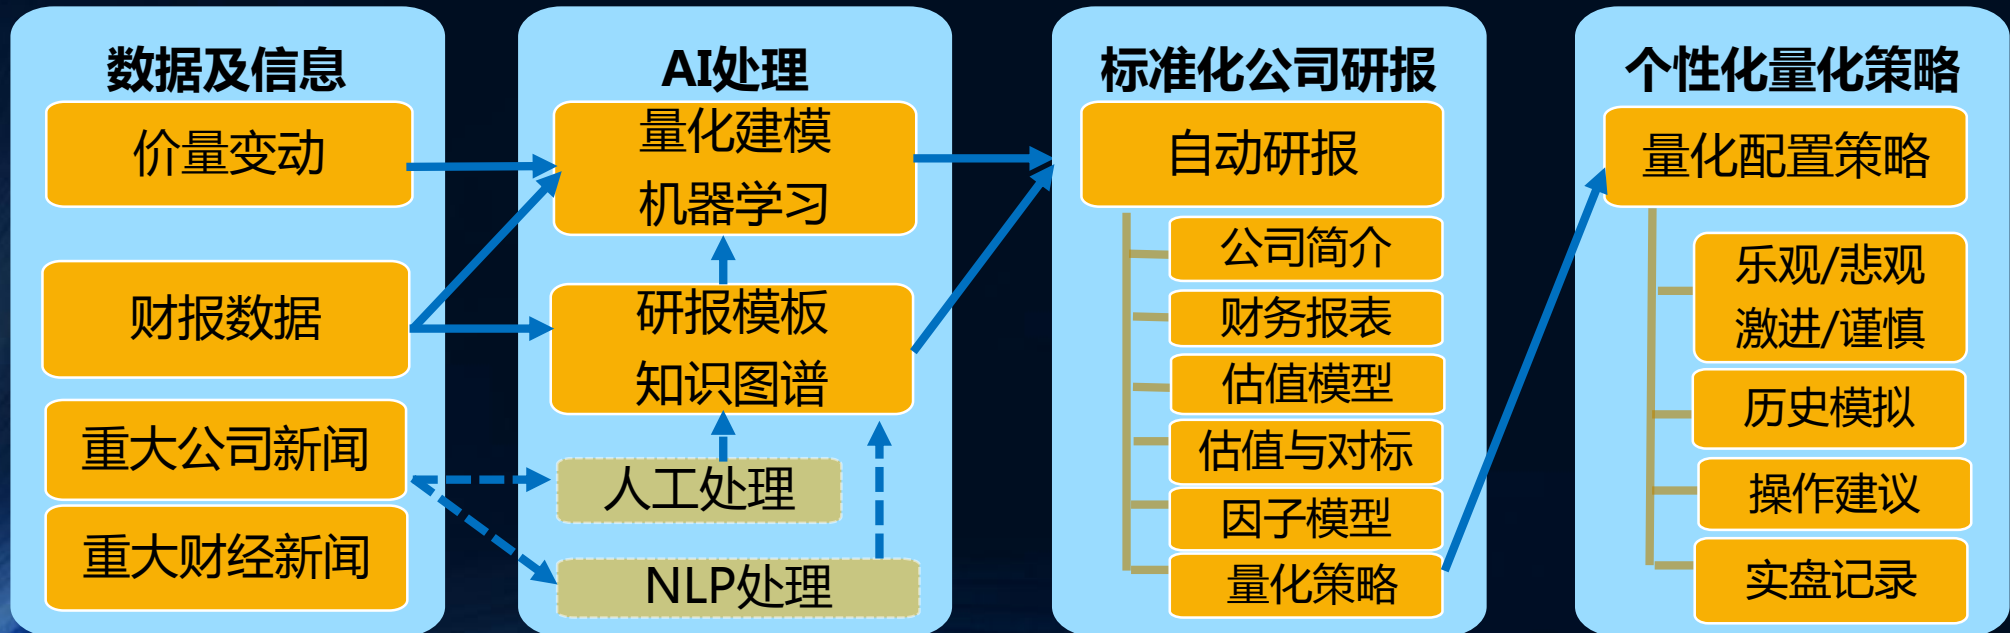 数据及信息
价量变动
财报数据
重大公司新闻
重大财经新闻
AI处理
量化建模
机器学习
研报模板
知识图谱
人工处理
NLP处理
标准化公司研报
自动研报
公司简介
财务报表
估值模型
估值与对标
因子模型
量化策略
个性化量化策略
量化配置策略
乐观/悲观
激进/谨慎
历史模拟
操作建议
实盘记录